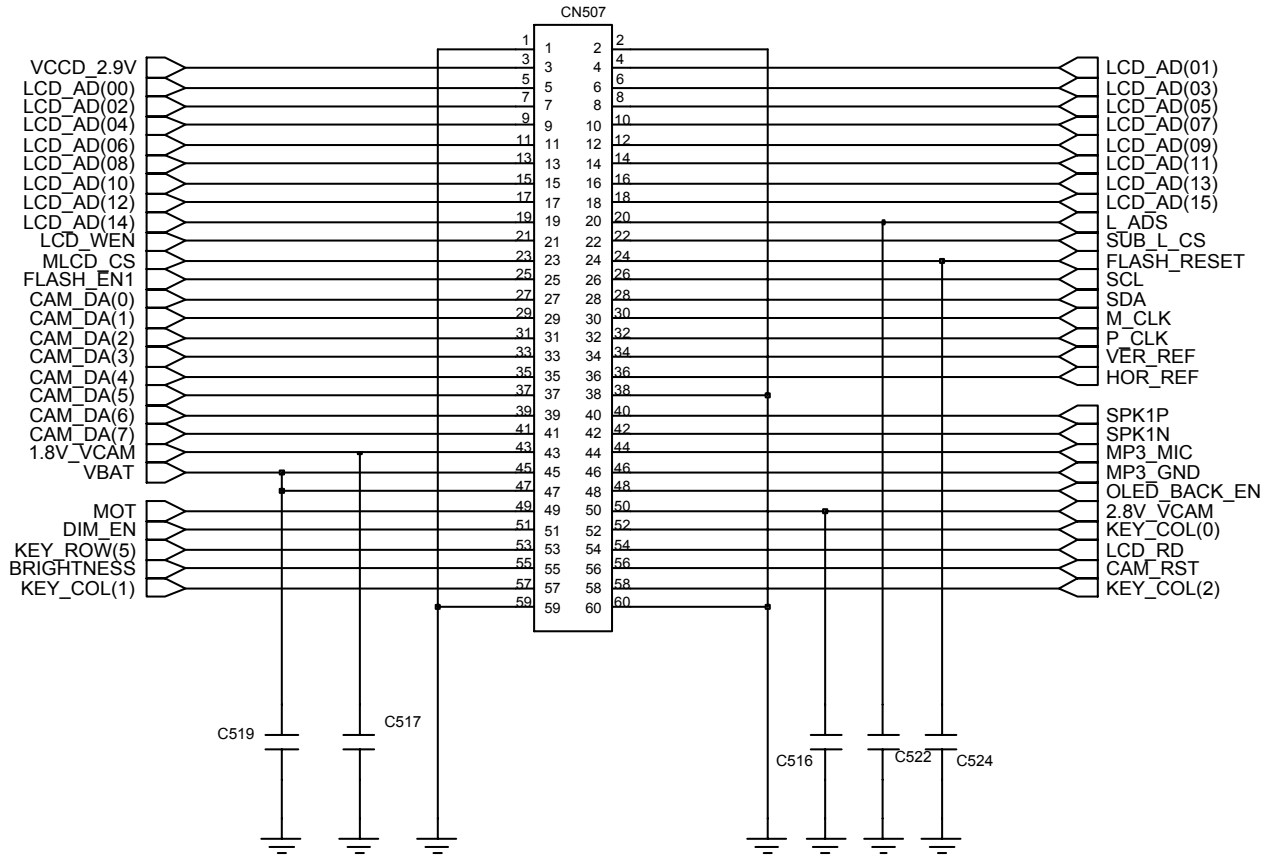 CN507
1 1 2 2
VCCD_2.9V 3 3 4 4 LCD_AD(01)
LCD_AD(00) 5 5 6 6 LCD_AD(03)
LCD_AD(02) 7 7 8 8 LCD_AD(05)
LCD_AD(04) 9 9 10 10 LCD_AD(07)
LCD_AD(06) 11 11 12 12 LCD_AD(09)
LCD_AD(08) 13 13 14 14 LCD_AD(11)
LCD_AD(10) 15 15 16 16 LCD_AD(13)
LCD_AD(12) 17 17 18 18 LCD_AD(15)
LCD_AD(14) 19 19 20 20 L_ADS
LCD_WEN 21 21 22 22 SUB_L_CS
MLCD_CS 23 23 24 24 FLASH_RESET
FLASH_EN1 25 25 26 26 SCL
CAM_DA(0) 27 27 28 28 SDA
CAM_DA(1) 29 29 30 30 M_CLK
CAM_DA(2) 31 31 32 32 P_CLK
CAM_DA(3) 33 33 34 34 VER_REF
CAM_DA(4) 35 35 36 36 HOR_REF
CAM_DA(5) 37 37 38 38
CAM_DA(6) 39 39 40 40 SPK1P
CAM_DA(7) 41 41 42 42 SPK1N
1.8V_VCAM 43 43 44 44 MP3_MIC
VBAT 45 45 46 46 MP3_GND
47 47 48 48 OLED_BACK_EN
MOT 49 49 50 50 2.8V_VCAM
DIM_EN 51 51 52 52 KEY_COL(0)
KEY_ROW(5) 53 53 54 54 LCD_RD
BRIGHTNESS 55 55 56 56 CAM_RST
KEY_COL(1) 57 57 58 58 KEY_COL(2)
59 59 60 60
C519 C517 C516 C522 C524